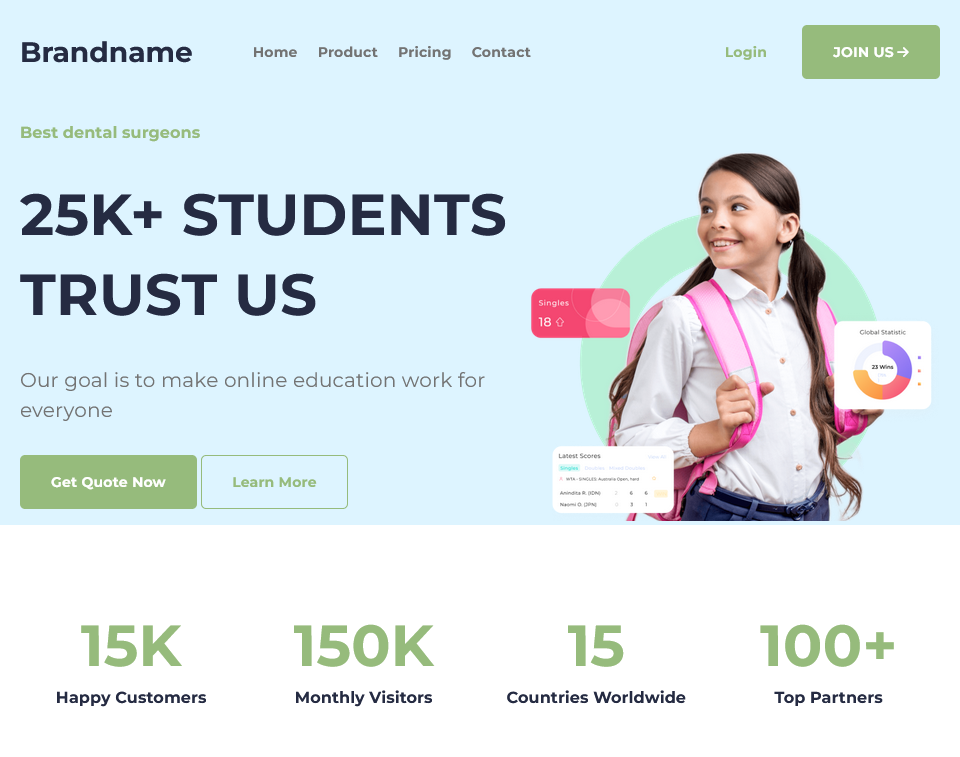 Brandname
Home
Product
Pricing
Contact
Login
JOIN US
Best dental surgeons
25K+ STUDENTS
TRUST US
Our goal is to make online education work for
everyone
Get Quote Now
Learn More
Singles
18
Global Statistic
23 Wins
Latest Scores
Singles
WTA - SINGLES: Australia Open, hard
Anindita R. (IDN) 2 6 6
Naomi O. (JPN) 0 3 1
15K
Happy Customers
150K
Monthly Visitors
15
Countries Worldwide
100+
Top Partners